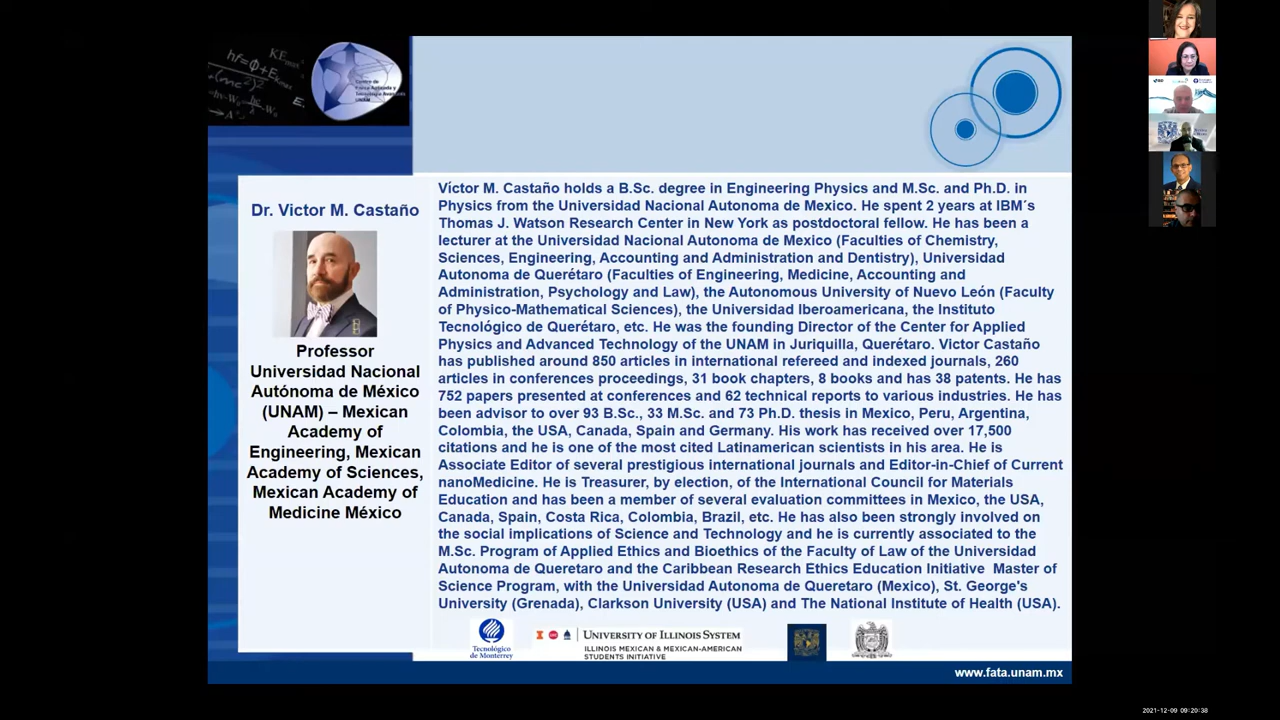 hf=Φ+E
KE
Centro de
Física Aplicada y
Tecnología Avanzada
UNAM
Dr. Victor M. Castaño
Professor
Universidad Nacional
Autónoma de México
(UNAM) – Mexican
Academy of
Engineering, Mexican
Academy of Sciences,
Mexican Academy of
Medicine México
Víctor M. Castaño holds a B.Sc. degree in Engineering Physics and M.Sc. and Ph.D. in
Physics from the Universidad Nacional Autonoma de Mexico. He spent 2 years at IBM´s
Thomas J. Watson Research Center in New York as postdoctoral fellow. He has been a
lecturer at the Universidad Nacional Autonoma de Mexico (Faculties of Chemistry,
Sciences, Engineering, Accounting and Administration and Dentistry), Universidad
Autonoma de Querétaro (Faculties of Engineering, Medicine, Accounting and
Administration, Psychology and Law), the Autonomous University of Nuevo León (Faculty
of Physico-Mathematical Sciences), the Universidad Iberoamericana, the Instituto
Tecnológico de Querétaro, etc. He was the founding Director of the Center for Applied
Physics and Advanced Technology of the UNAM in Juriquilla, Querétaro. Victor Castaño
has published around 850 articles in international refereed and indexed journals, 260
articles in conferences proceedings, 31 book chapters, 8 books and has 38 patents. He has
752 papers presented at conferences and 62 technical reports to various industries. He has
been advisor to over 93 B.Sc., 33 M.Sc. and 73 Ph.D. thesis in Mexico, Peru, Argentina,
Colombia, the USA, Canada, Spain and Germany. His work has received over 17,500
citations and he is one of the most cited Latinamerican scientists in his area. He is
Associate Editor of several prestigious international journals and Editor-in-Chief of Current
nanoMedicine. He is Treasurer, by election, of the International Council for Materials
Education and has been a member of several evaluation committees in Mexico, the USA,
Canada, Spain, Costa Rica, Colombia, Brazil, etc. He has also been strongly involved on
the social implications of Science and Technology and he is currently associated to the
M.Sc. Program of Applied Ethics and Bioethics of the Faculty of Law of the Universidad
Autonoma de Queretaro and the Caribbean Research Ethics Education Initiative Master of
Science Program, with the Universidad Autonoma de Queretaro (Mexico), St. George's
University (Grenada), Clarkson University (USA) and The National Institute of Health (USA).
Tecnológico
de Monterrey
UNIVERSITY OF ILLINOIS SYSTEM
ILLINOIS MEXICAN & MEXICAN-AMERICAN
STUDENTS INITIATIVE
www.fata.unam.mx
2021-12-09 09:20:38